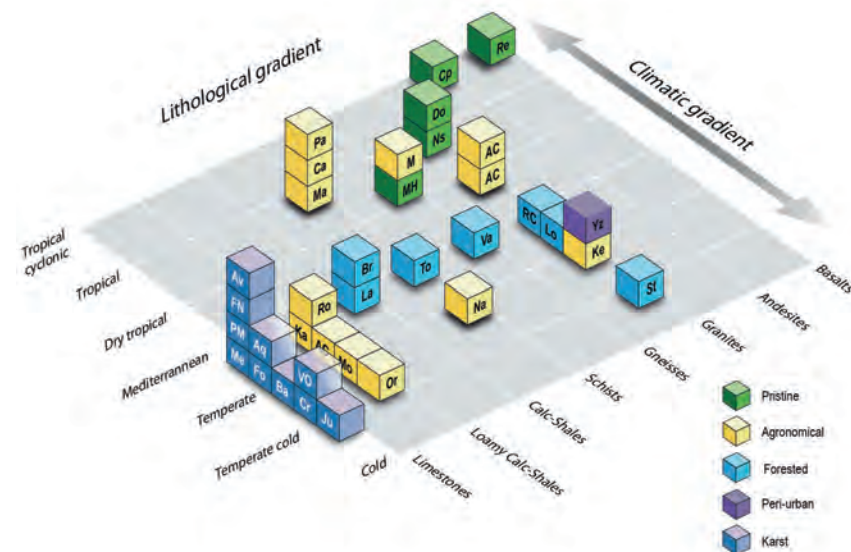 Lithological gradient
Climatic gradient
Re
Cp
Do
Ns
Pa
Ca
Ma
M
MH
AC
AC
RC
Lo
Yz
Ke
Va
To
Br
La
St
Na
Av
FN
PM
Me
Aq
Fo
Ba
VO
Cr
Ju
Ro
Ka
AC
Mo
Or
Tropical
cyclonic
Tropical
Dry tropical
Mediterrannean
Temperate
Temperate cold
Cold
Limestones
Loamy Calc-Shales
Calc-Shales
Schists
Gneisses
Granites
Andesites
Basalts
Pristine
Agronomical
Forested
Peri-urban
Karst